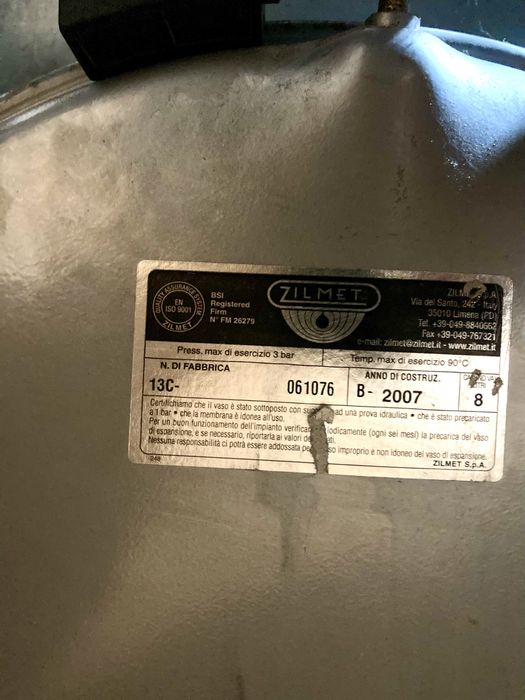 QUALITY ASSURANCE SYSTEM
EN
ISO 9001
ZILMET
BSI
Registered
Firm
N° FM 26279
ZILMET
S.p.A
Via del Santo, 242 - Italy
35010 Limena (PD)
Tel. +39-049-8840662
Fax +39-049-767321
e-mail: zilmet@zilmet.it - www.zilmet.it
Press. max di esercizio 3 bar
Temp. max di esercizio 90°C
N. DI FABBRICA
ANNO DI COSTRUZ.
13C-
061076
B- 2007
8
Certifichiamo che il vaso è stato sottoposto con ad una prova idraulica • che è stato precaricato
a 1 bar • che la membrana è idonea all'uso.
Per un buon funzionamento dell'impianto (ogni sei mesi) la precarica del vaso
di espansione, e se necessario, riportarla ai valori
Nessuna responsabilità ci potrà essere addossata uso improprio e non idoneo del vaso di espansione.
248
ZILMET S.p.A.